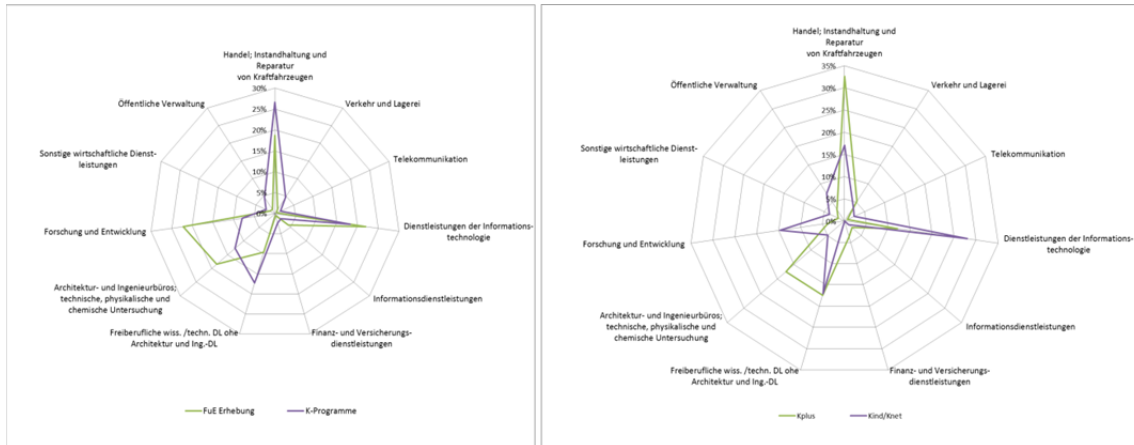 Handel; Instandhaltung und
Reparatur
von Kraftfahrzeugen
30%
25%
20%
15%
10%
5%
0%
Verkehr und Lagerei
Telekommunikation
Dienstleistungen der Informations-
technologie
Informationsdienstleistungen
Finanz- und Versicherungs-
dienstleistungen
Freiberufliche wiss. /techn. DL ohe
Architektur und Ing.-DL
Architektur- und Ingenieurbüros;
technische, physikalische und
chemische Untersuchung
Forschung und Entwicklung
Sonstige wirtschaftliche Dienst-
leistungen
Öffentliche Verwaltung
FuE Erhebung
K-Programme
Handel; Instandhaltung und
Reparatur
von Kraftfahrzeugen
35%
30%
25%
20%
15%
10%
5%
0%
Verkehr und Lagerei
Telekommunikation
Dienstleistungen der Informations-
technologie
Informationsdienstleistungen
Finanz- und Versicherungs-
dienstleistungen
Freiberufliche wiss. /techn. DL ohe
Architektur und Ing.-DL
Architektur- und Ingenieurbüros;
technische, physikalische und
chemische Untersuchung
Forschung und Entwicklung
Sonstige wirtschaftliche Dienst-
leistungen
Öffentliche Verwaltung
Kplus
Kind/Knet